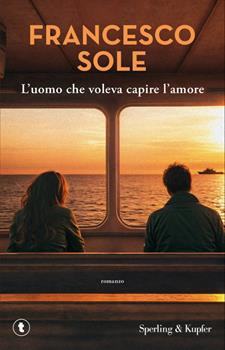 FRANCESCO
SOLE
L'uomo che voleva capire l'amore
romanzo
Sperling & Kupfer